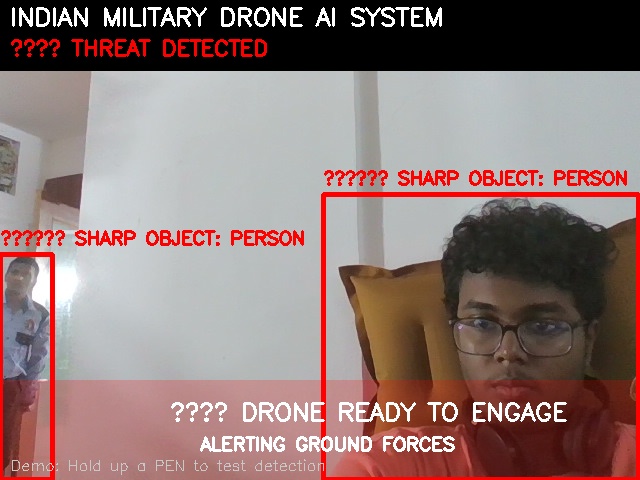 INDIAN MILITARY DRONE AI SYSTEM
???? THREAT DETECTED
?????? SHARP OBJECT: PERSON
?????? SHARP OBJECT: PERSON
???? DRONE READY TO ENGAGE
ALERTING GROUND FORCES
Demo: Hold up a PEN to test detection